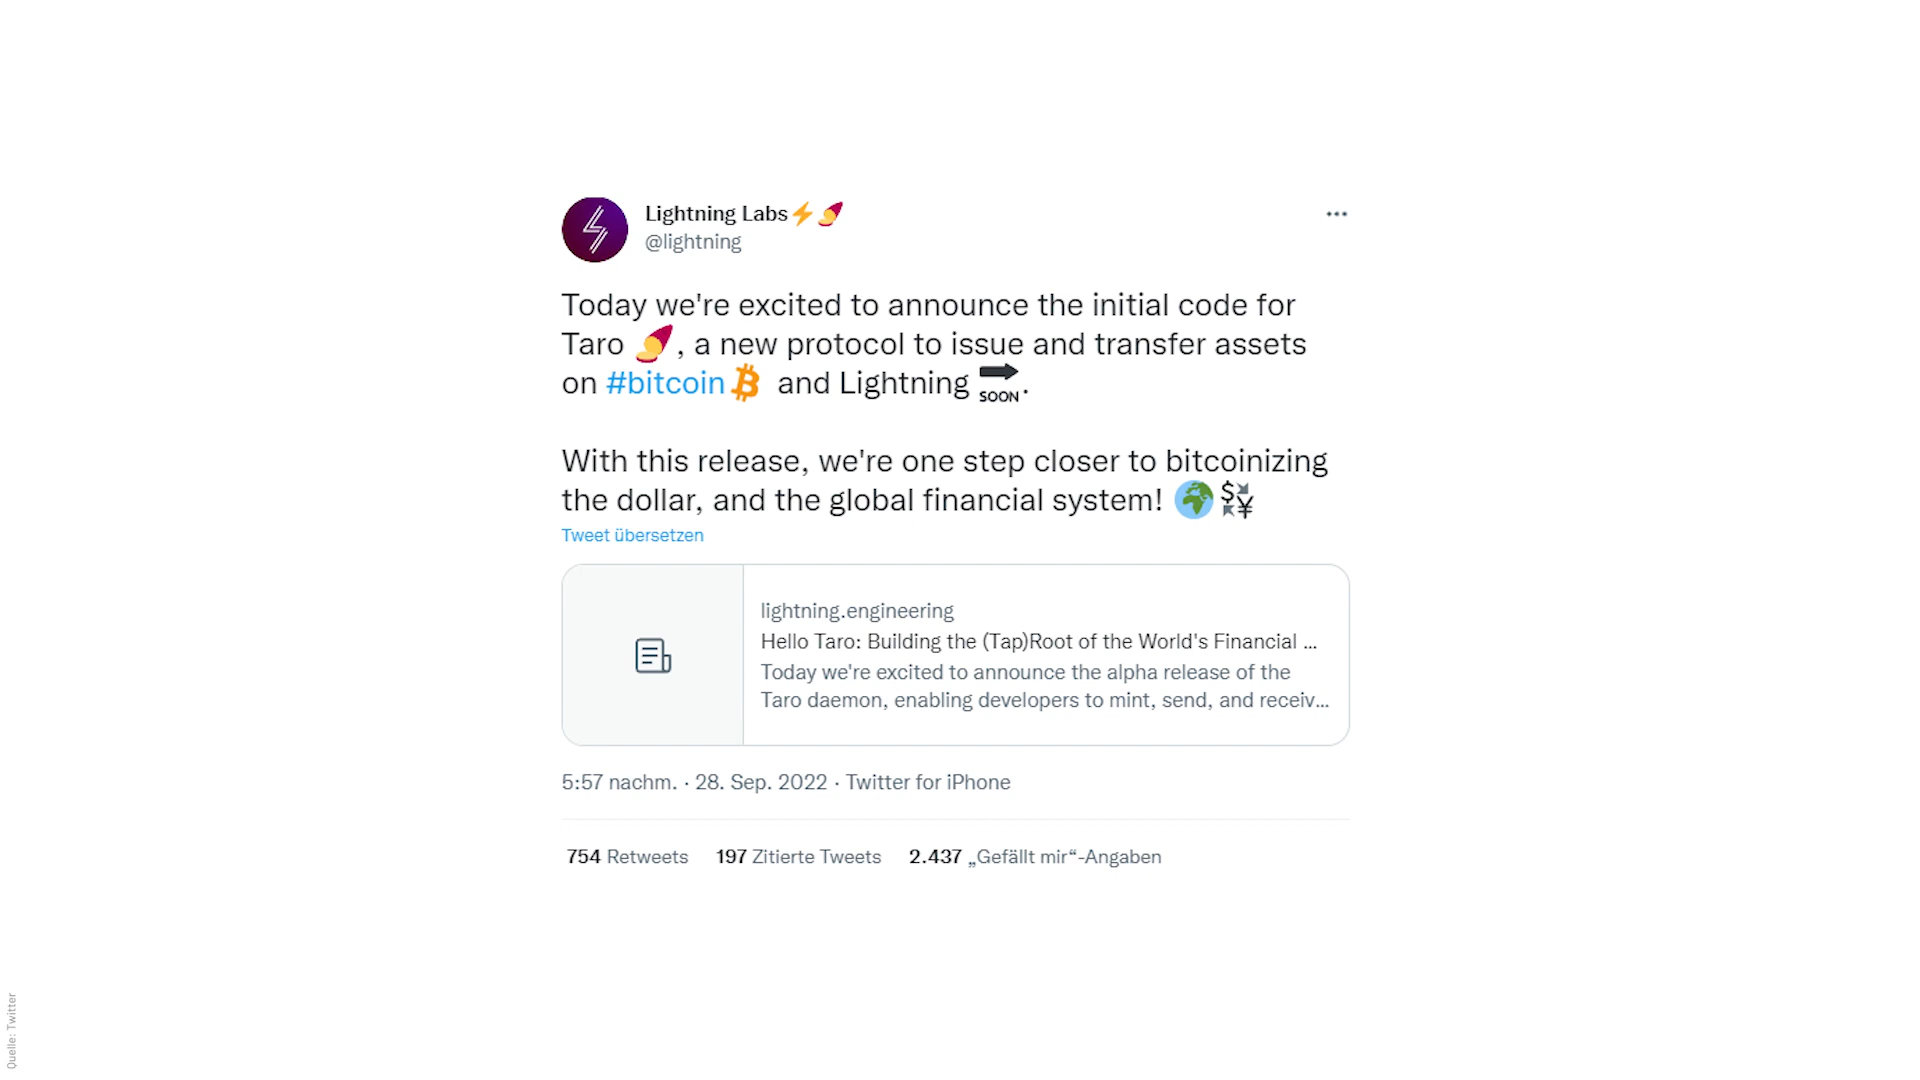 Lightning Labs⚡🍠
@lightning
Today we're excited to announce the initial code for
Taro 🍠, a new protocol to issue and transfer assets
on #bitcoin and Lightning 🔜.
With this release, we're one step closer to bitcoinizing
the dollar, and the global financial system! 🌍💱
Tweet übersetzen
lightning.engineering
Hello Taro: Building the (Tap)Root of the World's Financial ...
Today we're excited to announce the alpha release of the
Taro daemon, enabling developers to mint, send, and receiv...
5:57 nachm. · 28. Sep. 2022 · Twitter for iPhone
754 Retweets 197 Zitierte Tweets 2.437 „Gefällt mir“-Angaben
Quelle: Twitter